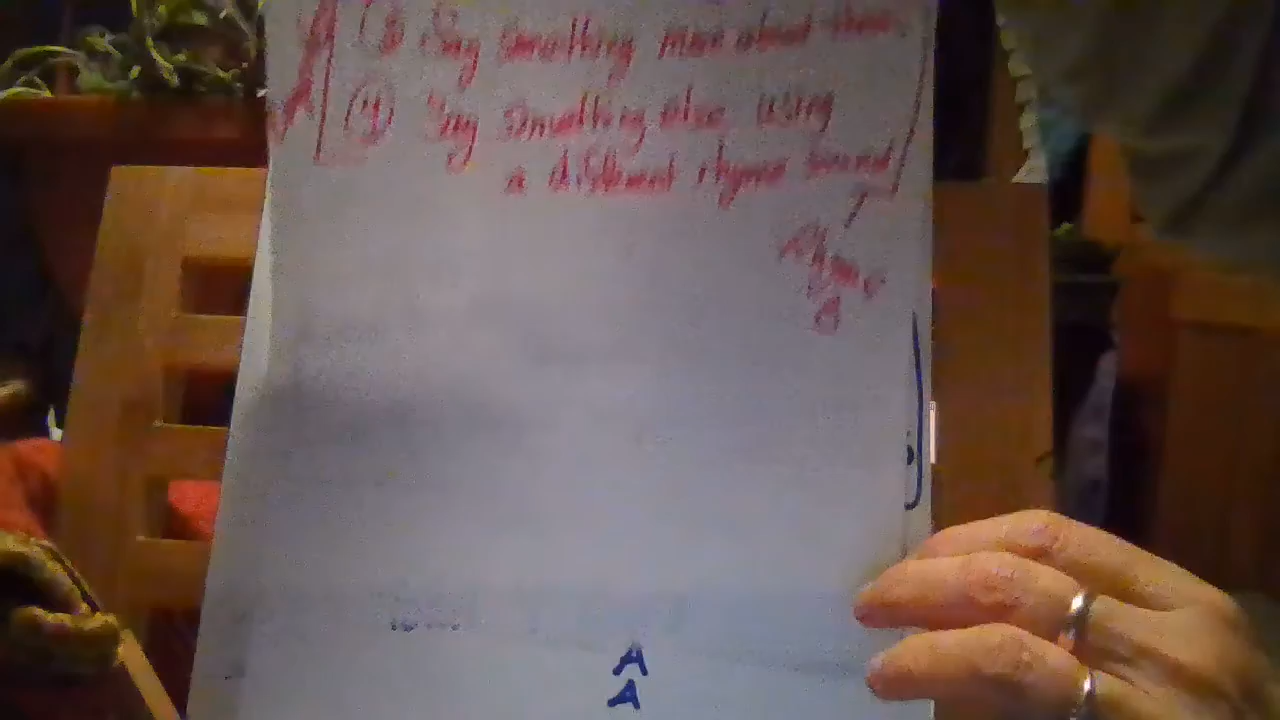 (3) Say something more about them.
(4) Say something else using
a different rhyme sound
Rhyme
B
A
A